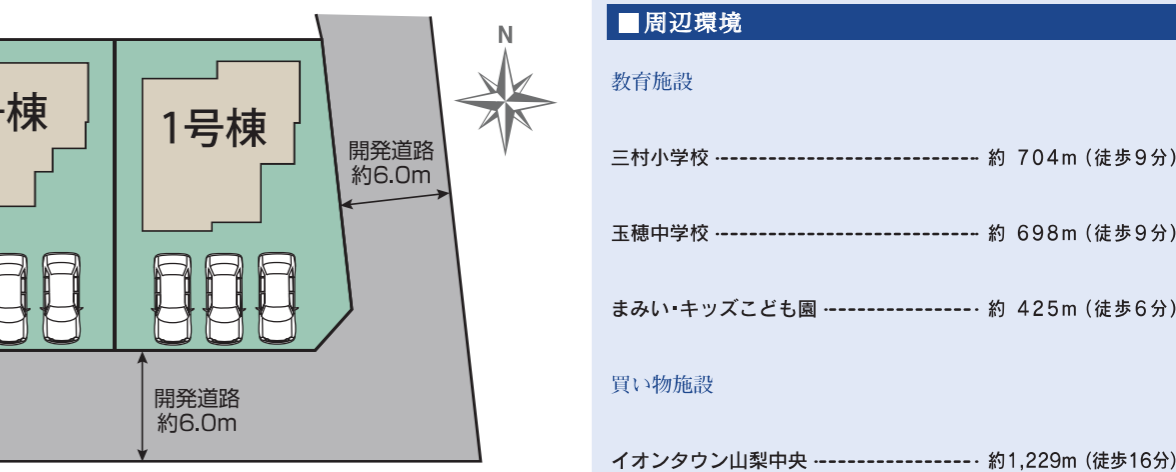 棟
1号棟
開発道路
約6.0m
N
開発道路
約6.0m
■周辺環境
教育施設
三村小学校 ------------------------------ 約 704m (徒歩9分)
玉穂中学校 ------------------------------ 約 698m (徒歩9分)
まみい・キッズこども園 ----------------- 約 425m (徒歩6分)
買い物施設
イオンタウン山梨中央 ------------------- 約1,229m (徒歩16分)